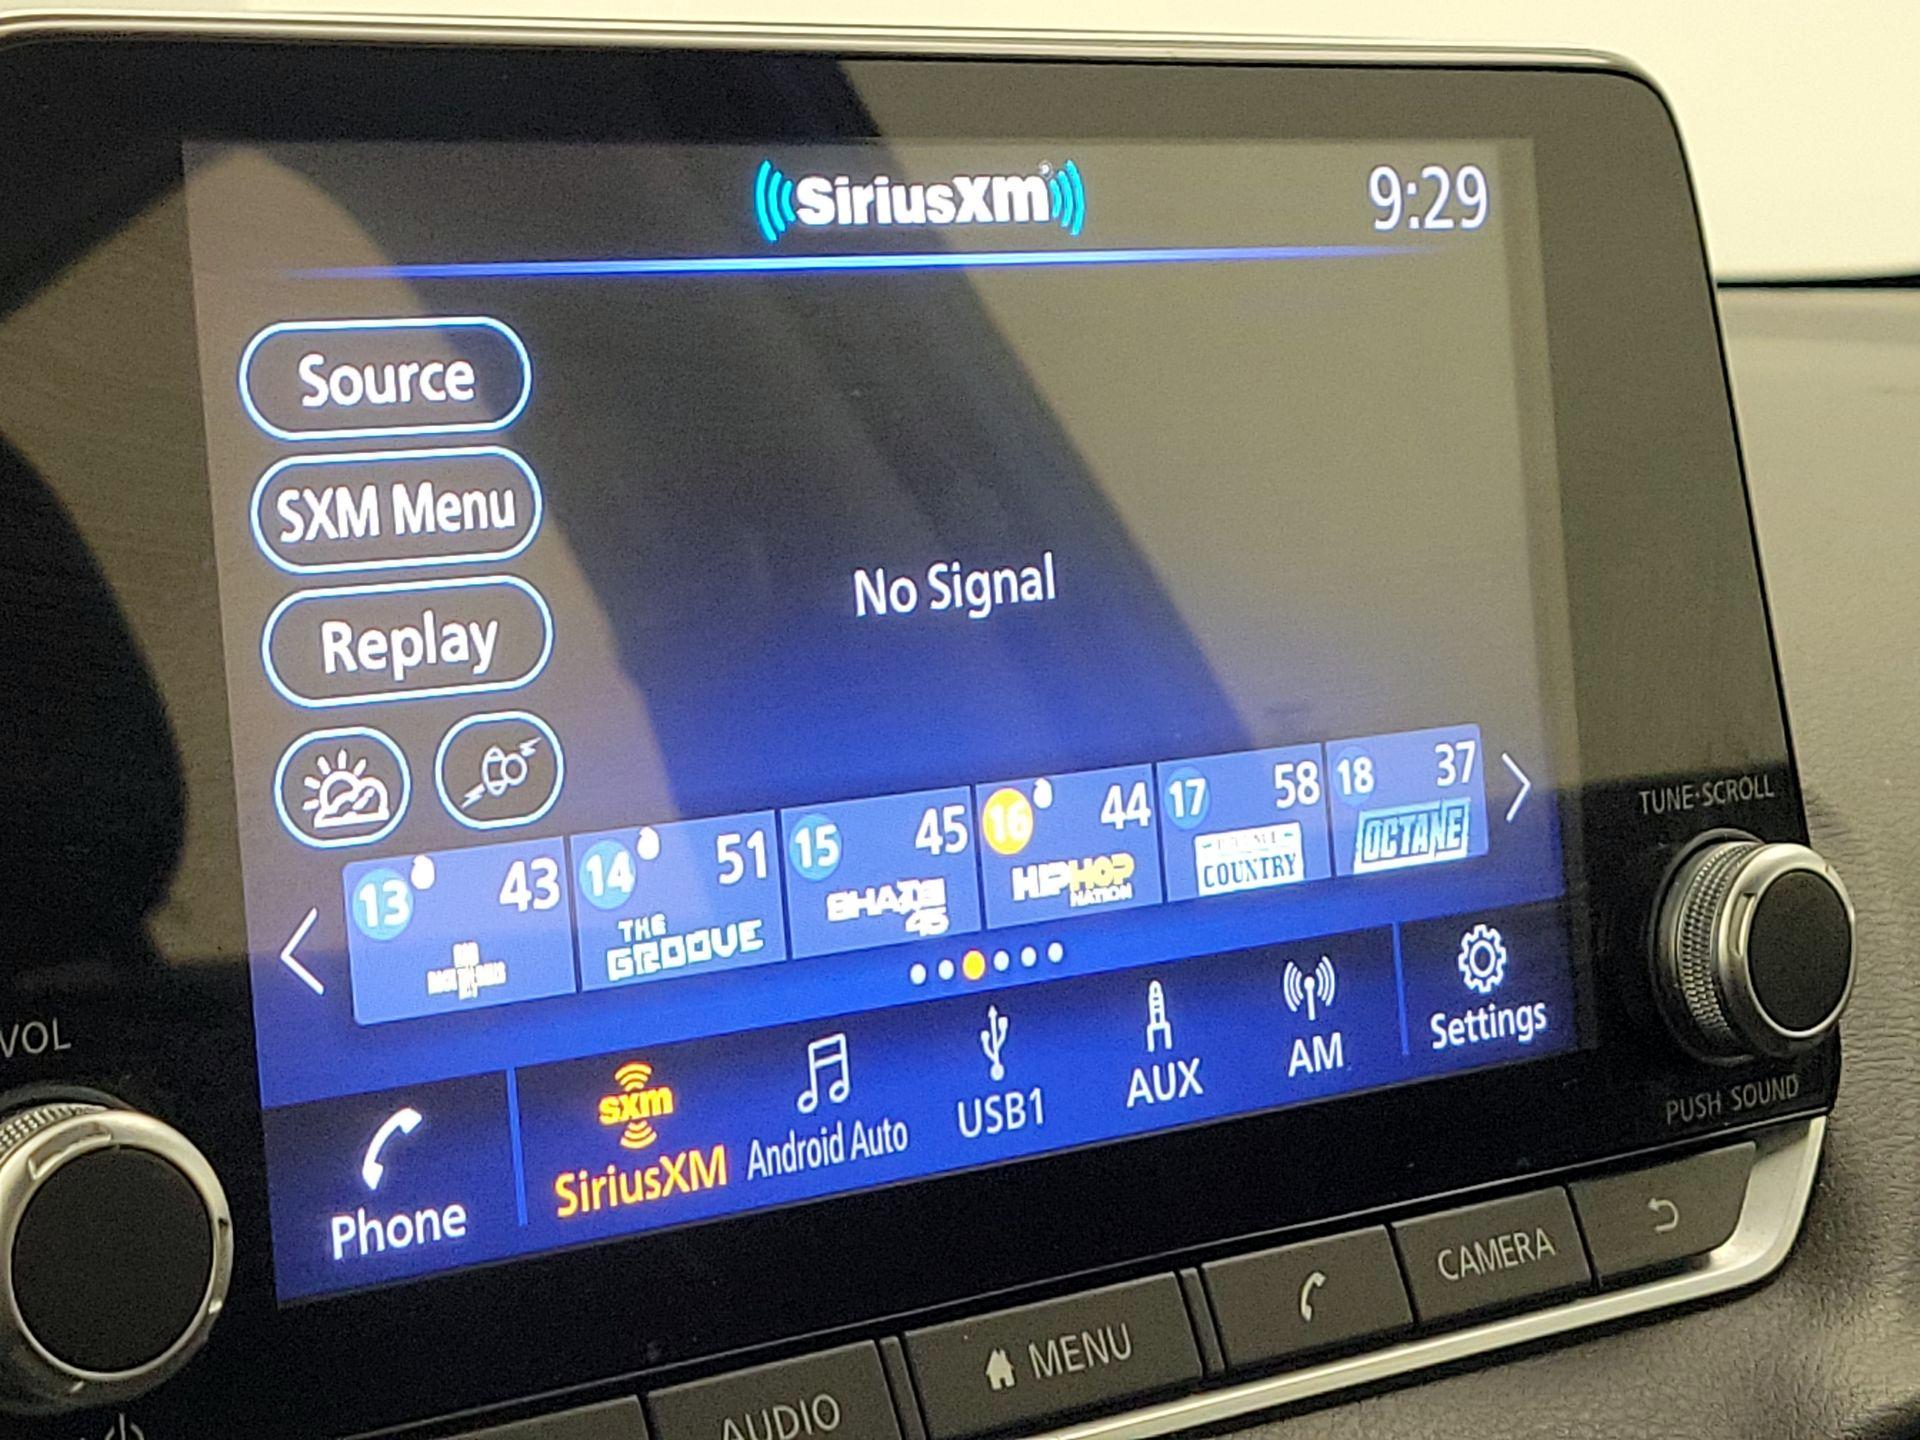 SiriusXm
9:29
Source
SXM Menu
Replay
No Signal
13 43
14 51
THE
GROOVE
15 45
SHADE
45
16 44
HIPHOP
NATION
17 58
COUNTRY
18 37
OCTANE
Phone
sxm
SiriusXM
Android Auto
USB1
AUX
AM
Settings
VOL
TUNE·SCROLL
PUSH SOUND
AUDIO
MENU
CAMERA